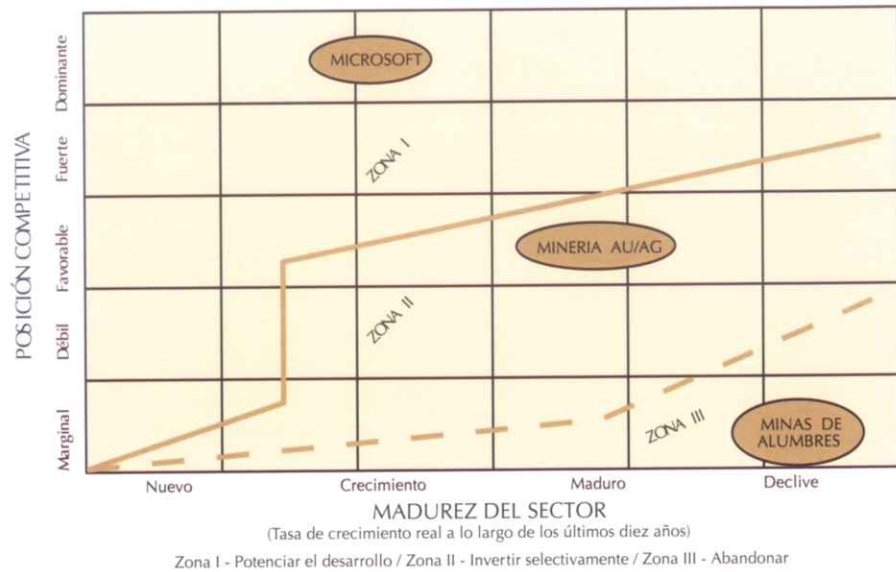 POSICIÓN COMPETITIVA
Dominante
Fuerte
Favorable
Débil
Marginal
MICROSOFT
ZONA I
MINERIA AU/AG
ZONA II
ZONA III
MINAS DE
ALUMBRES
Nuevo
Crecimiento
Maduro
Declive
MADUREZ DEL SECTOR
(Tasa de crecimiento real a lo largo de los últimos diez años)
Zona I - Potenciar el desarrollo / Zona II - Invertir selectivamente / Zona III - Abandonar